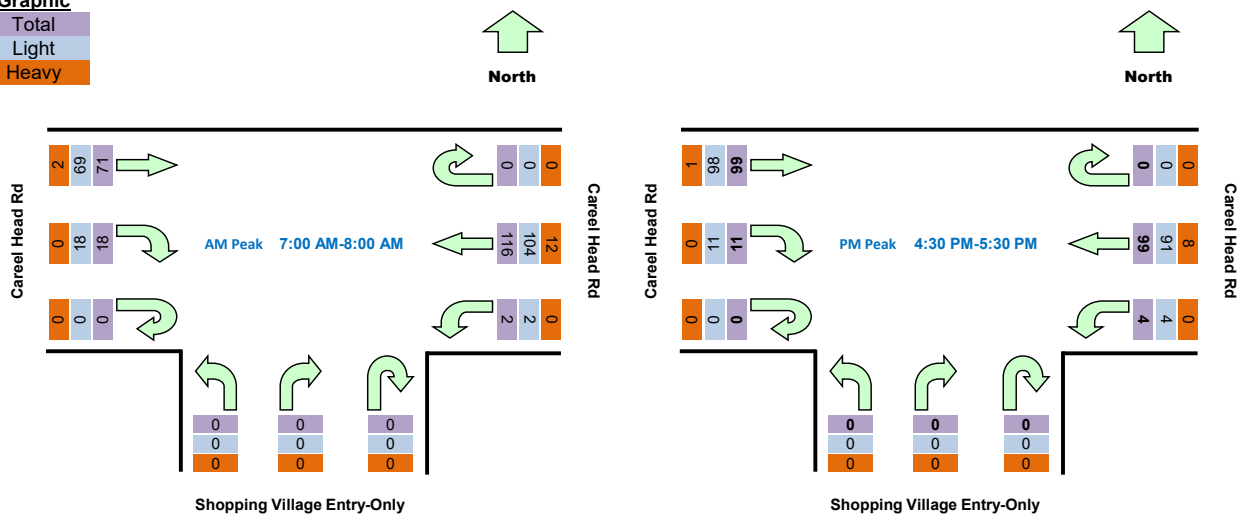 Graphic
Total
Light
Heavy
North
North
Careel Head Rd
2 69 71
0 18 18
0 0 0
AM Peak 7:00 AM-8:00 AM
0 0 0
116 104 12
2 2 0
Careel Head Rd
0 0 0
0 0 0
0 0 0
Shopping Village Entry-Only
Careel Head Rd
1 98 99
0 11 11
0 0 0
PM Peak 4:30 PM-5:30 PM
0 0 0
99 91 8
4 4 0
Careel Head Rd
0 0 0
0 0 0
0 0 0
Shopping Village Entry-Only